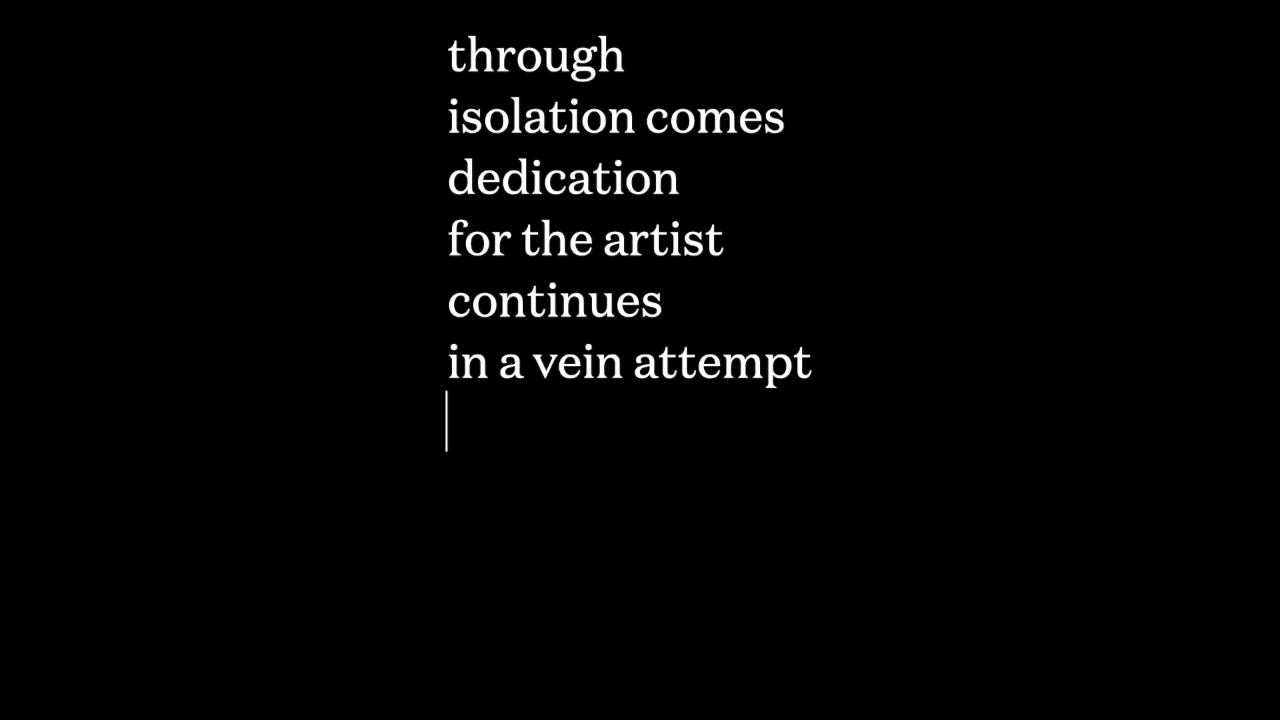 through
isolation comes
dedication
for the artist
continues
in a vein attempt